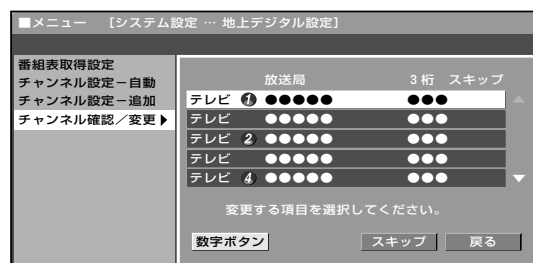 ■メニュー [システム設定 … 地上デジタル設定]
番組表取得設定
チャンネル設定－自動
チャンネル設定－追加
チャンネル確認／変更▶
放送局 3桁 スキップ
テレビ ❶ ●●●●● ●●●
テレビ ●●●●● ●●●
テレビ ❷ ●●●●● ●●●
テレビ ●●●●● ●●●
テレビ ❹ ●●●●● ●●●
変更する項目を選択してください。
数字ボタン スキップ 戻る